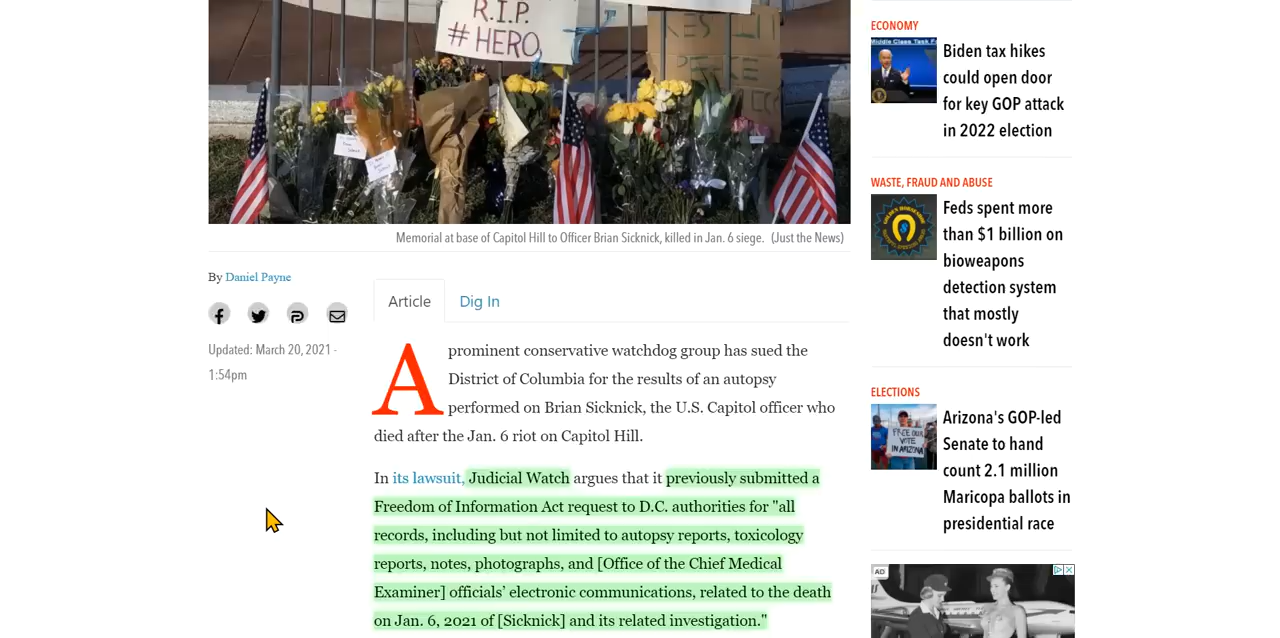 R.I.P.
# HERO
Memorial at base of Capitol Hill to Officer Brian Sicknick, killed in Jan. 6 siege. (Just the News)
By Daniel Payne
Updated: March 20, 2021 -
1:54pm
Article
Dig In
A prominent conservative watchdog group has sued the
District of Columbia for the results of an autopsy
performed on Brian Sicknick, the U.S. Capitol officer who
died after the Jan. 6 riot on Capitol Hill.
In its lawsuit, Judicial Watch argues that it previously submitted a
Freedom of Information Act request to D.C. authorities for "all
records, including but not limited to autopsy reports, toxicology
reports, notes, photographs, and [Office of the Chief Medical
Examiner] officials’ electronic communications, related to the death
on Jan. 6, 2021 of [Sicknick] and its related investigation."
ECONOMY
Middle Class Task F
Biden tax hikes
could open door
for key GOP attack
in 2022 election
WASTE, FRAUD AND ABUSE
Feds spent more
than $1 billion on
bioweapons
detection system
that mostly
doesn't work
ELECTIONS
FREE OUR
VOTE
IN ARIZONA
Arizona's GOP-led
Senate to hand
count 2.1 million
Maricopa ballots in
presidential race
AD